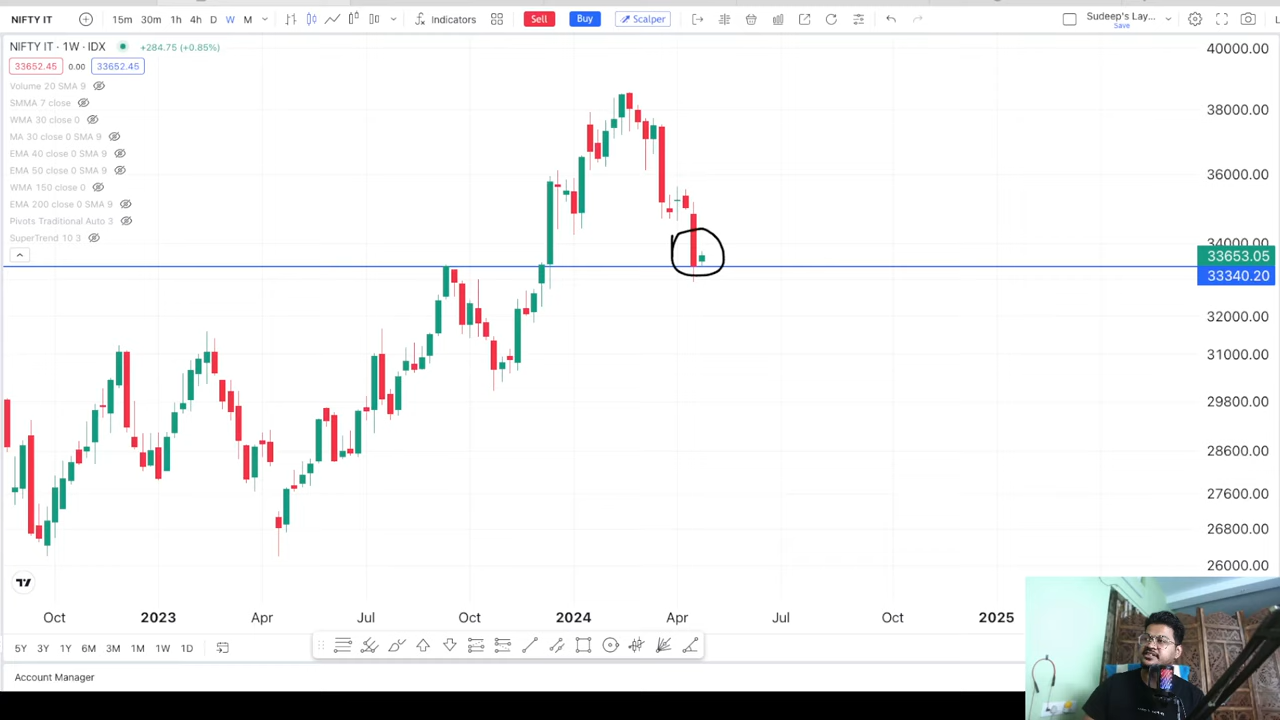 NIFTY IT 15m 30m 1h 4h D W M Indicators Sell Buy Scalper Sudeep's Lay...
Save
NIFTY IT · 1W · IDX +284.75 (+0.85%)
33652.45 0.00 33652.45
Volume 20 SMA 9
SMMA 7 close
WMA 30 close 0
MA 30 close 0 SMA 9
EMA 40 close 0 SMA 9
EMA 50 close 0 SMA 9
WMA 150 close 0
EMA 200 close 0 SMA 9
Pivots Traditional Auto 3
SuperTrend 10 3
40000.00
38000.00
36000.00
34000.00
33653.05
33340.20
32000.00
31000.00
29800.00
28600.00
27600.00
26800.00
26000.00
Oct 2023 Apr Jul Oct 2024 Apr Jul Oct 2025
5Y 3Y 1Y 6M 3M 1M 1W 1D
Account Manager